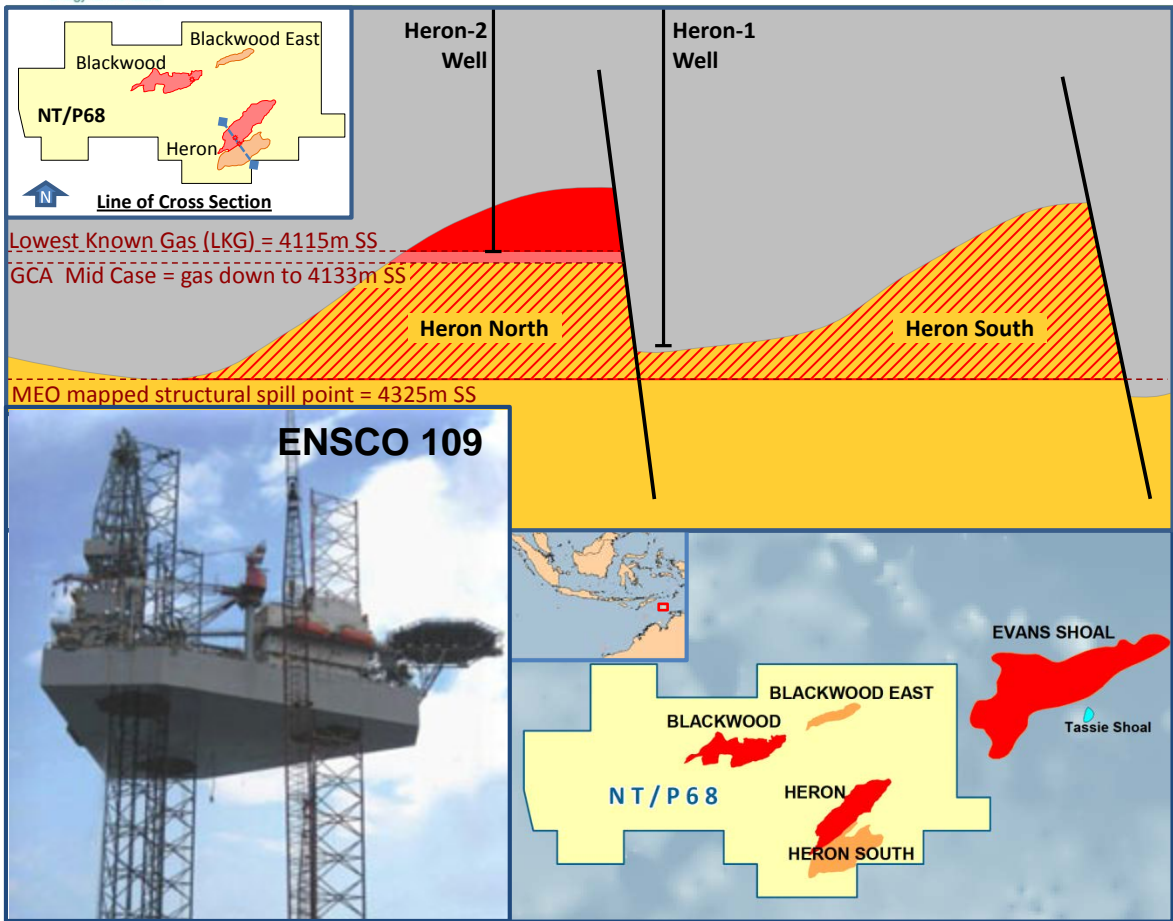 Blackwood East
Blackwood
NT/P68
Heron
N
Line of Cross Section
Heron-2
Well
Heron-1
Well
Lowest Known Gas (LKG) = 4115m SS
GCA Mid Case = gas down to 4133m SS
Heron North
Heron South
MEO mapped structural spill point = 4325m SS
ENSCO 109
EVANS SHOAL
BLACKWOOD EAST
BLACKWOOD
Tassie Shoal
NT/P68
HERON
HERON SOUTH